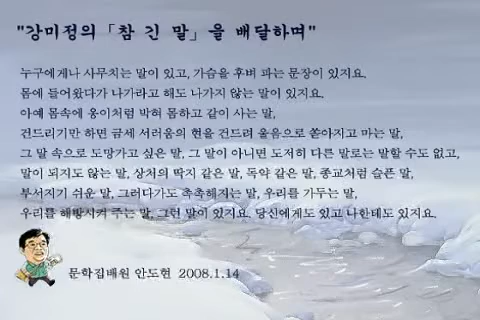 "강미정의「참 긴 말」을 배달하며"
누구에게나 사무치는 말이 있고, 가슴을 후벼 파는 문장이 있지요.
몸에 들어왔다가 나가라고 해도 나가지 않는 말이 있지요.
아예 몸속에 옹이처럼 박혀 몸하고 같이 사는 말,
건드리기만 하면 금세 서러움의 현을 건드려 울음으로 쏟아지고 마는 말,
그 말 속으로 도망가고 싶은 말, 그 말이 아니면 도저히 다른 말로는 말할 수도 없고,
말이 되지도 않는 말, 상처의 딱지 같은 말, 독약 같은 말, 종교처럼 슬픈 말,
부서지기 쉬운 말, 그러다가도 촉촉해지는 말, 우리를 가두는 말,
우리를 해방시켜 주는 말, 그런 말이 있지요. 당신에게도 있고 나한테도 있지요.
문학집배원 안도현 2008.1.14